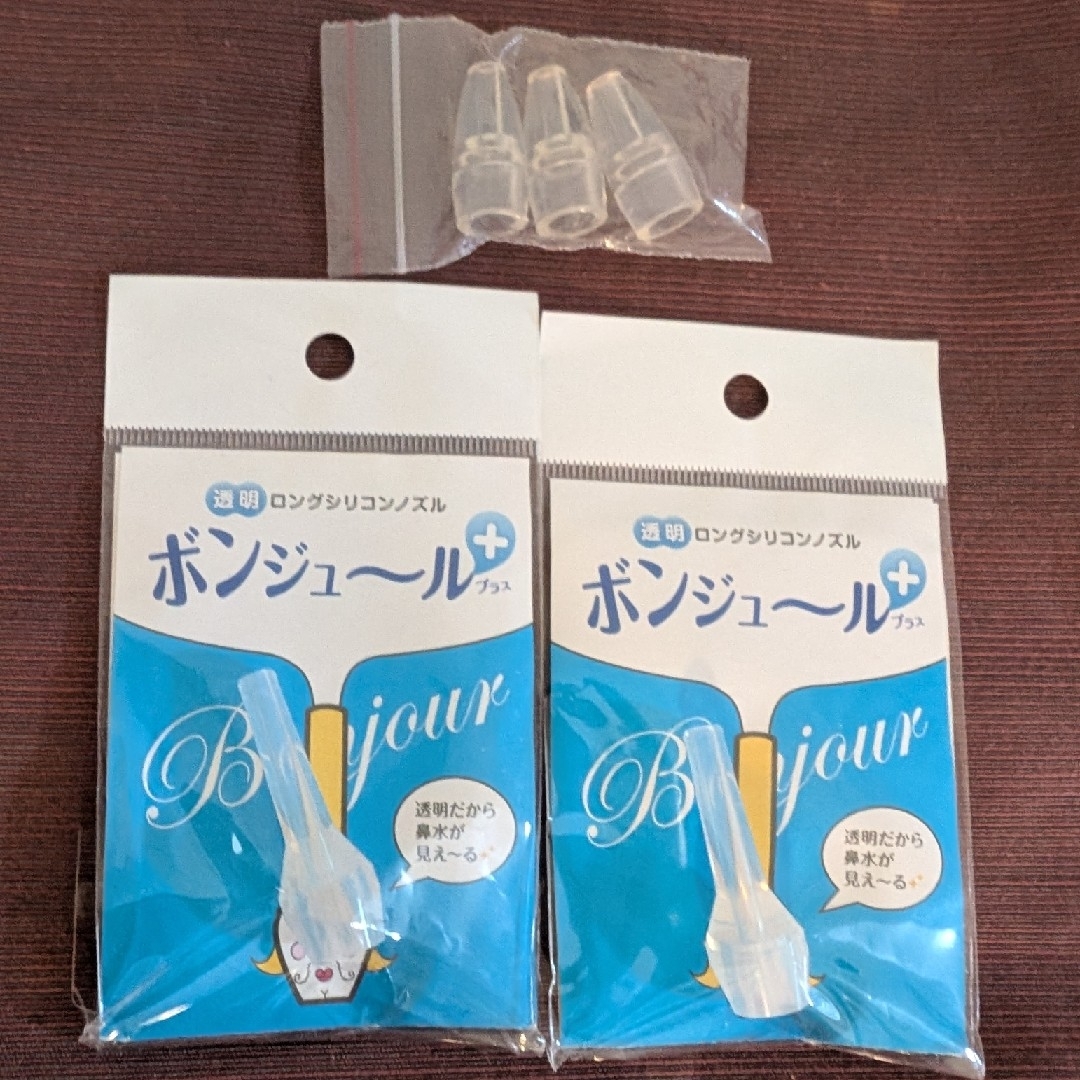 透明 ロングシリコンノズル
ボンジュ〜ル+
プラス
Bonjour
透明だから
鼻水が
見え〜る
透明 ロングシリコンノズル
ボンジュ〜ル+
プラス
Bonjour
透明だから
鼻水が
見え〜る